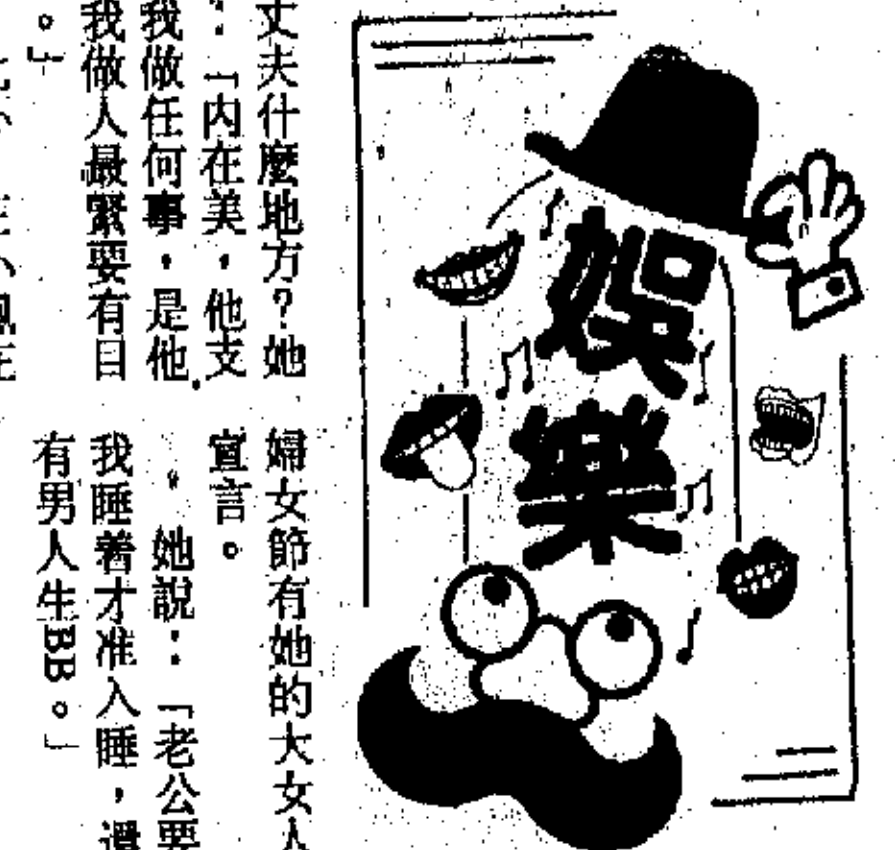 娛樂
丈夫什麼地方？她
：「內在美，他支
我做任何事，是他
我做人最緊要有目
。」
婦女節有她的大女人
宣言。
她說：「老公要
我睡着才准入睡，還
有男人生BB。」